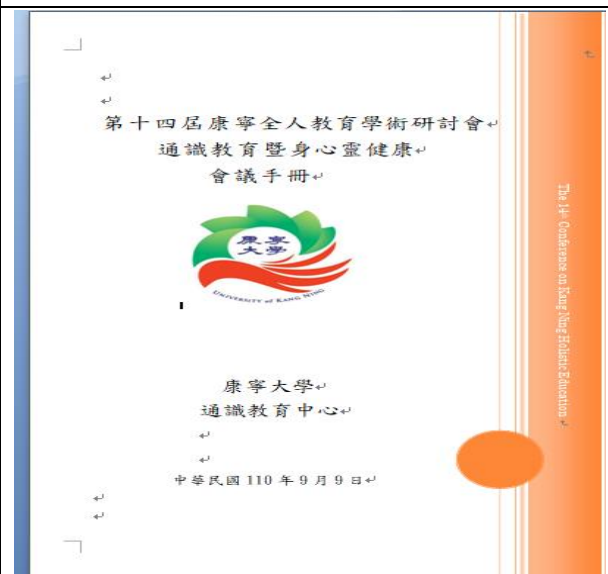 第十四屆康寧全人教育學術研討會
通識教育暨身心靈健康
會議手冊
康寧
大學
UNIVERSITY OF KANG NING
康寧大學
通識教育中心
中華民國 110 年 9 月 9 日
The 14th Conference on Kang Ning Holistic Education